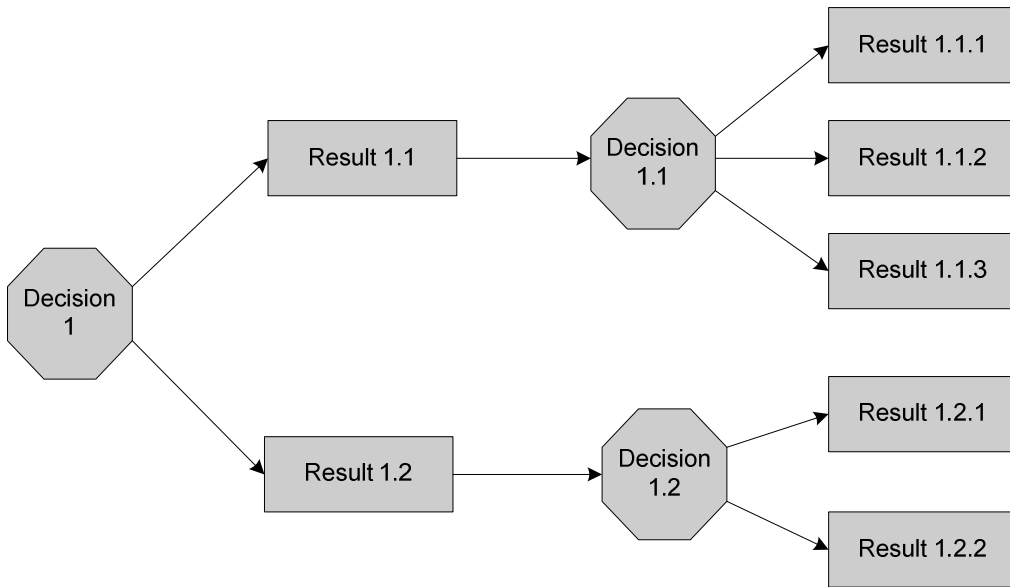 Decision
1
Result 1.1
Decision
1.1
Result 1.1.1
Result 1.1.2
Result 1.1.3
Result 1.2
Decision
1.2
Result 1.2.1
Result 1.2.2